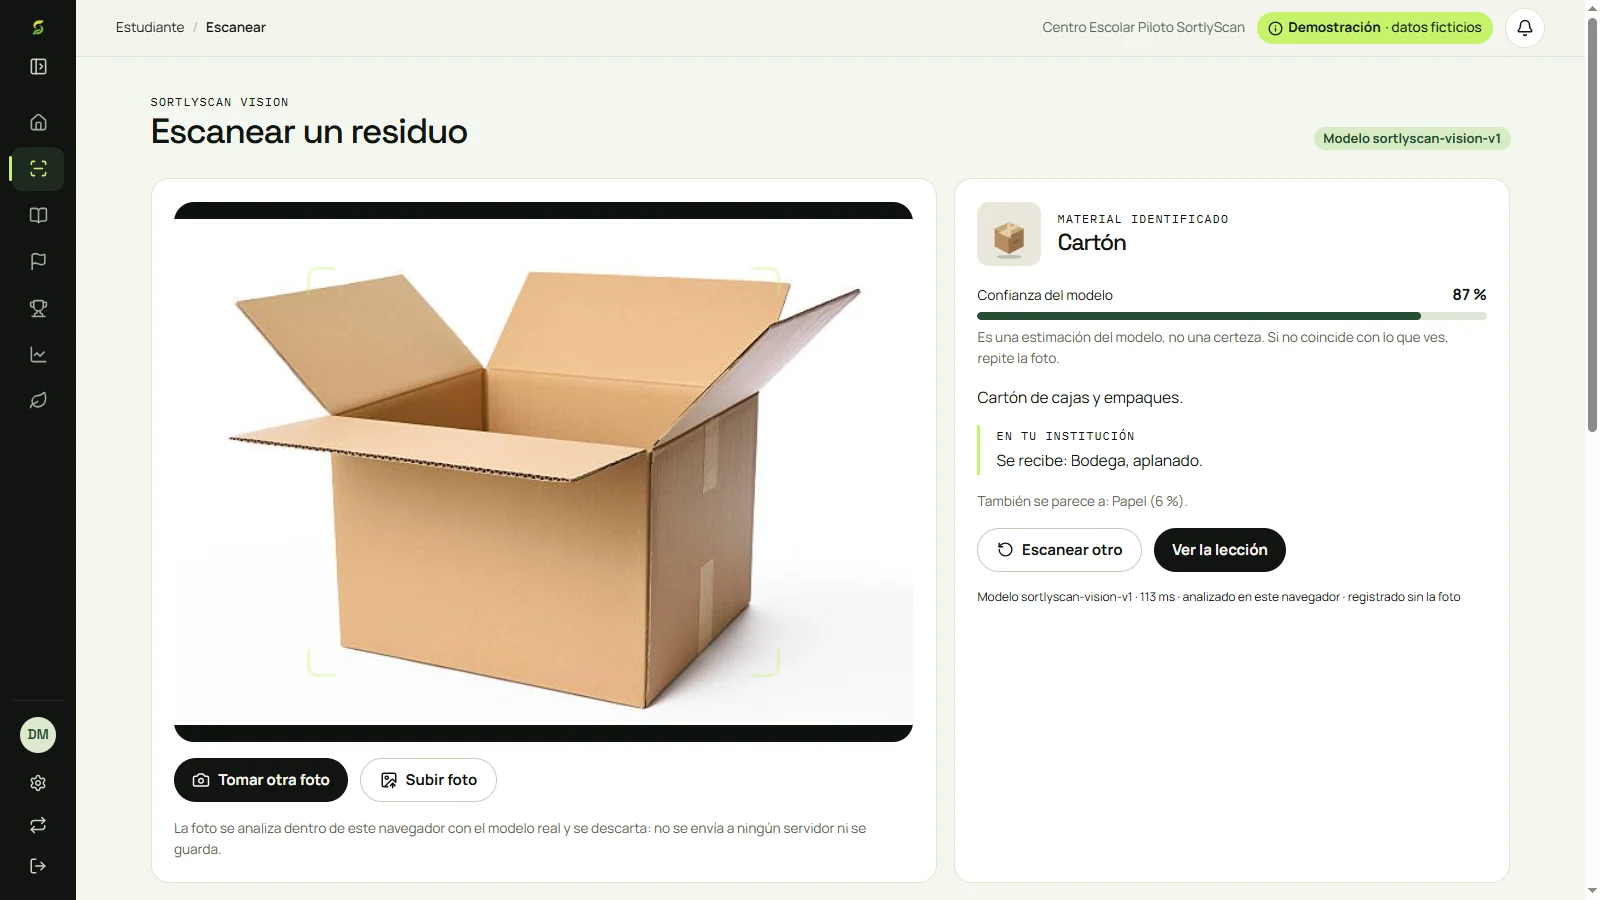 Estudiante / Escanear
Centro Escolar Piloto SortlyScan
Demostración · datos ficticios
SORTLYSCAN VISION
Escanear un residuo
Modelo sortlyscan-vision-v1
MATERIAL IDENTIFICADO
Cartón
Confianza del modelo
87 %
Es una estimación del modelo, no una certeza. Si no coincide con lo que ves,
repite la foto.
Cartón de cajas y empaques.
EN TU INSTITUCIÓN
Se recibe: Bodega, aplanado.
También se parece a: Papel (6 %).
Escanear otro
Ver la lección
Modelo sortlyscan-vision-v1 · 113 ms · analizado en este navegador · registrado sin la foto
Tomar otra foto
Subir foto
La foto se analiza dentro de este navegador con el modelo real y se descarta: no se envía a ningún servidor ni se
guarda.
DM